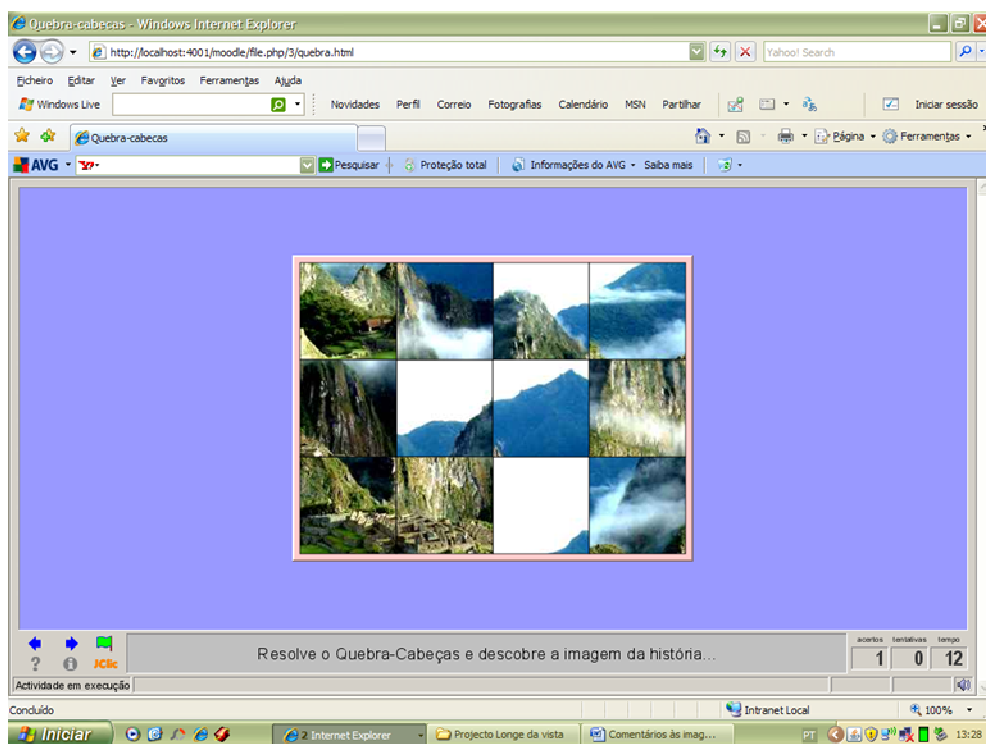 Quebra-cabecas - Windows Internet Explorer
http://localhost:4001/moodle/file.php/3/quebra.html Yahoo! Search
Ficheiro Editar Ver Favoritos Ferramentas Ajuda
Windows Live Novidades Perfil Correio Fotografias Calendário MSN Partilhar Iniciar sessão
Quebra-cabecas Página Ferramentas
AVG Y? Pesquisar Proteção total Informações do AVG Saiba mais
Resolve o Quebra-Cabeças e descobre a imagem da história...
acertos tentativas tempo
1 0 12
? JClic
Actividade em execução
Concluído Intranet Local 100%
Iniciar 2 Internet Explorer Projecto Longe da vista Comentários às imag... PT 13:28